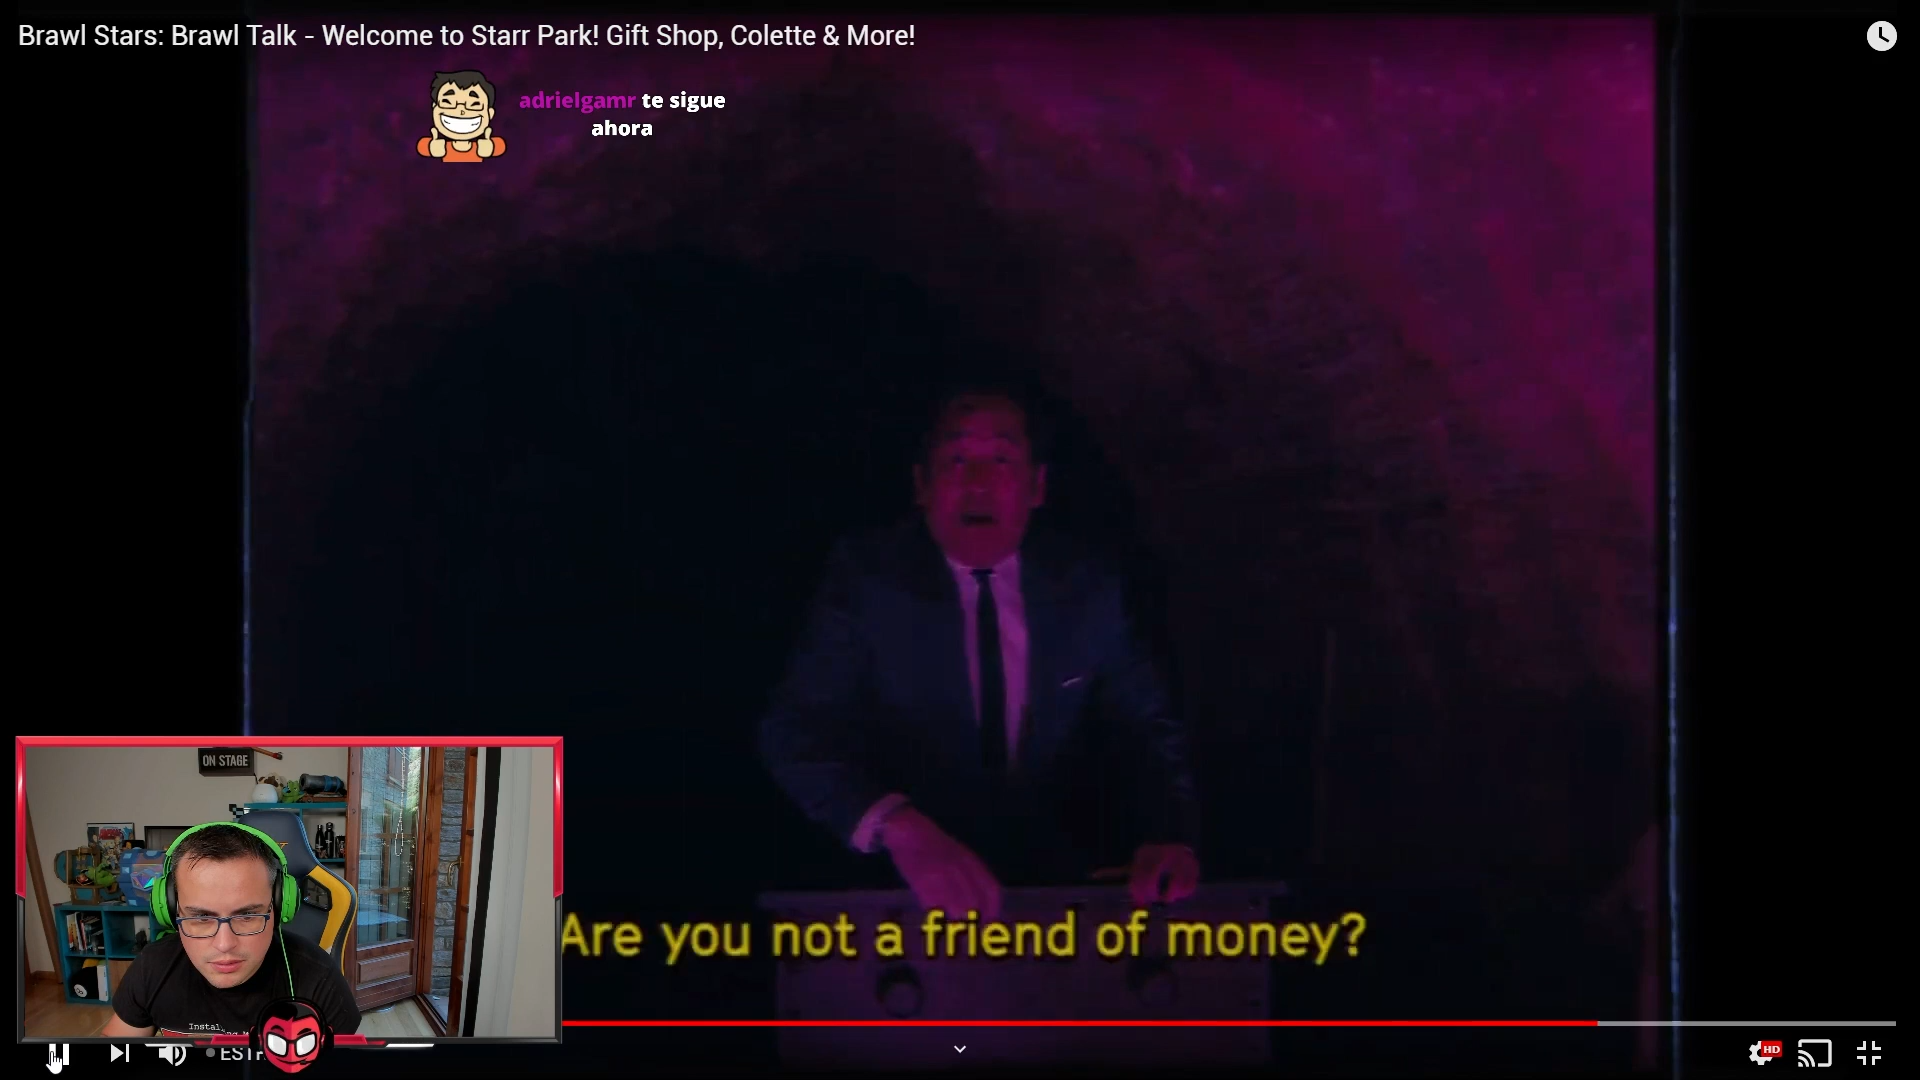 Brawl Stars: Brawl Talk - Welcome to Starr Park! Gift Shop, Colette & More!
adrielgamr te sigue
ahora
ON STAGE
Are you not a friend of money?
HD